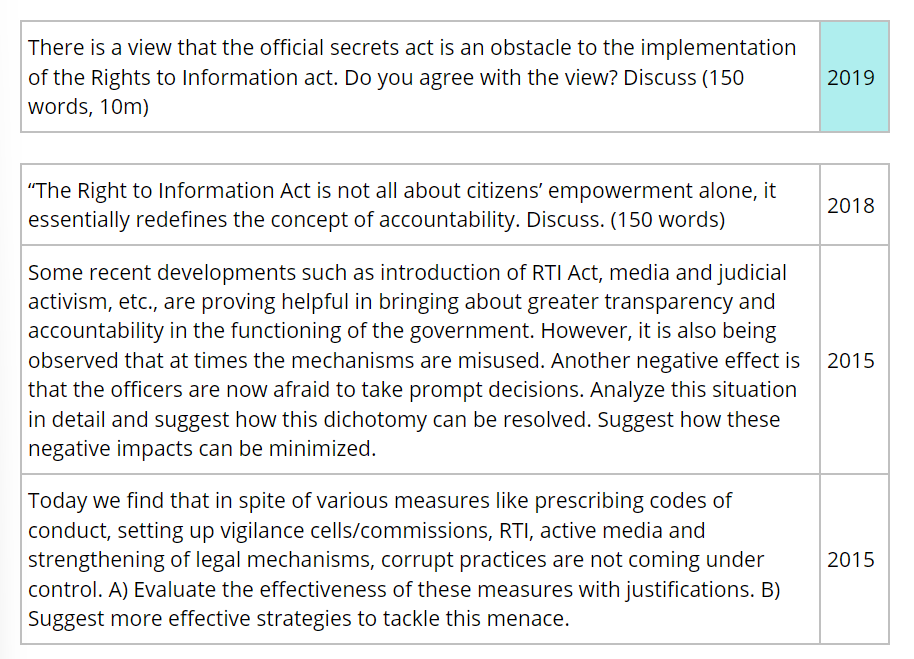 There is a view that the official secrets act is an obstacle to the implementation
of the Rights to Information act. Do you agree with the view? Discuss (150
words, 10m)
2019
“The Right to Information Act is not all about citizens’ empowerment alone, it
essentially redefines the concept of accountability. Discuss. (150 words)
2018
Some recent developments such as introduction of RTI Act, media and judicial
activism, etc., are proving helpful in bringing about greater transparency and
accountability in the functioning of the government. However, it is also being
observed that at times the mechanisms are misused. Another negative effect is
that the officers are now afraid to take prompt decisions. Analyze this situation
in detail and suggest how this dichotomy can be resolved. Suggest how these
negative impacts can be minimized.
2015
Today we find that in spite of various measures like prescribing codes of
conduct, setting up vigilance cells/commissions, RTI, active media and
strengthening of legal mechanisms, corrupt practices are not coming under
control. A) Evaluate the effectiveness of these measures with justifications. B)
Suggest more effective strategies to tackle this menace.
2015